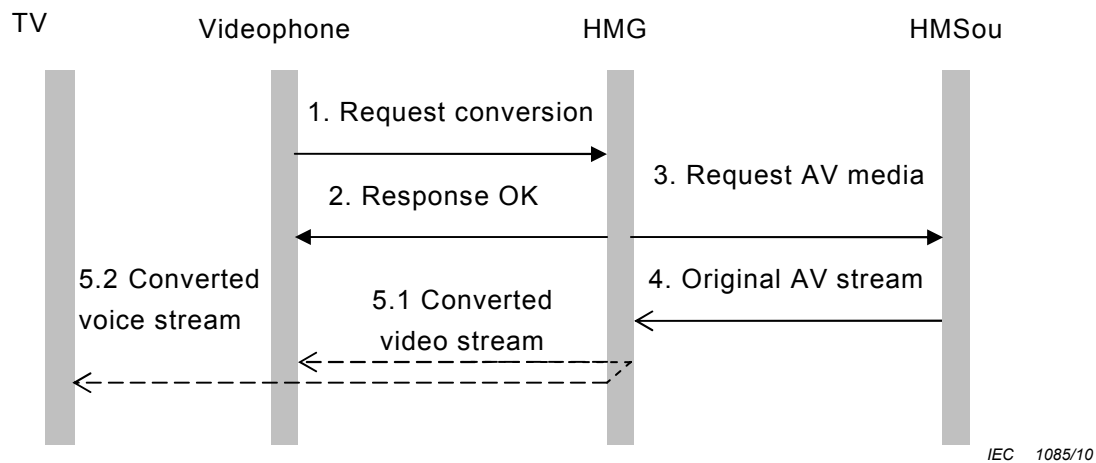 TV
Videophone
HMG
HMSou
1. Request conversion
3. Request AV media
2. Response OK
5.2 Converted
voice stream
5.1 Converted
video stream
4. Original AV stream
IEC 1085/10